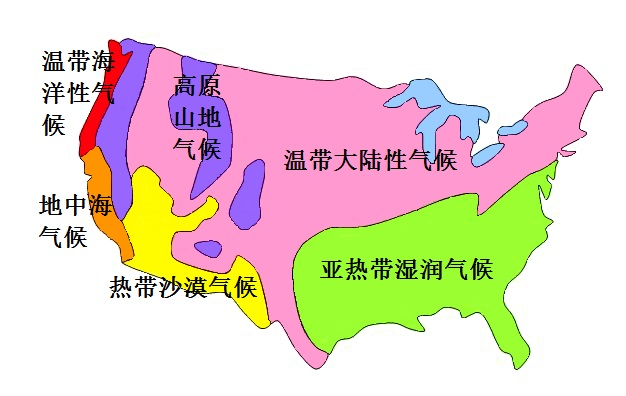 温带海
洋性气
候
高原
山地
气候
温带大陆性气候
地中海
气候
亚热带湿润气候
热带沙漠气候